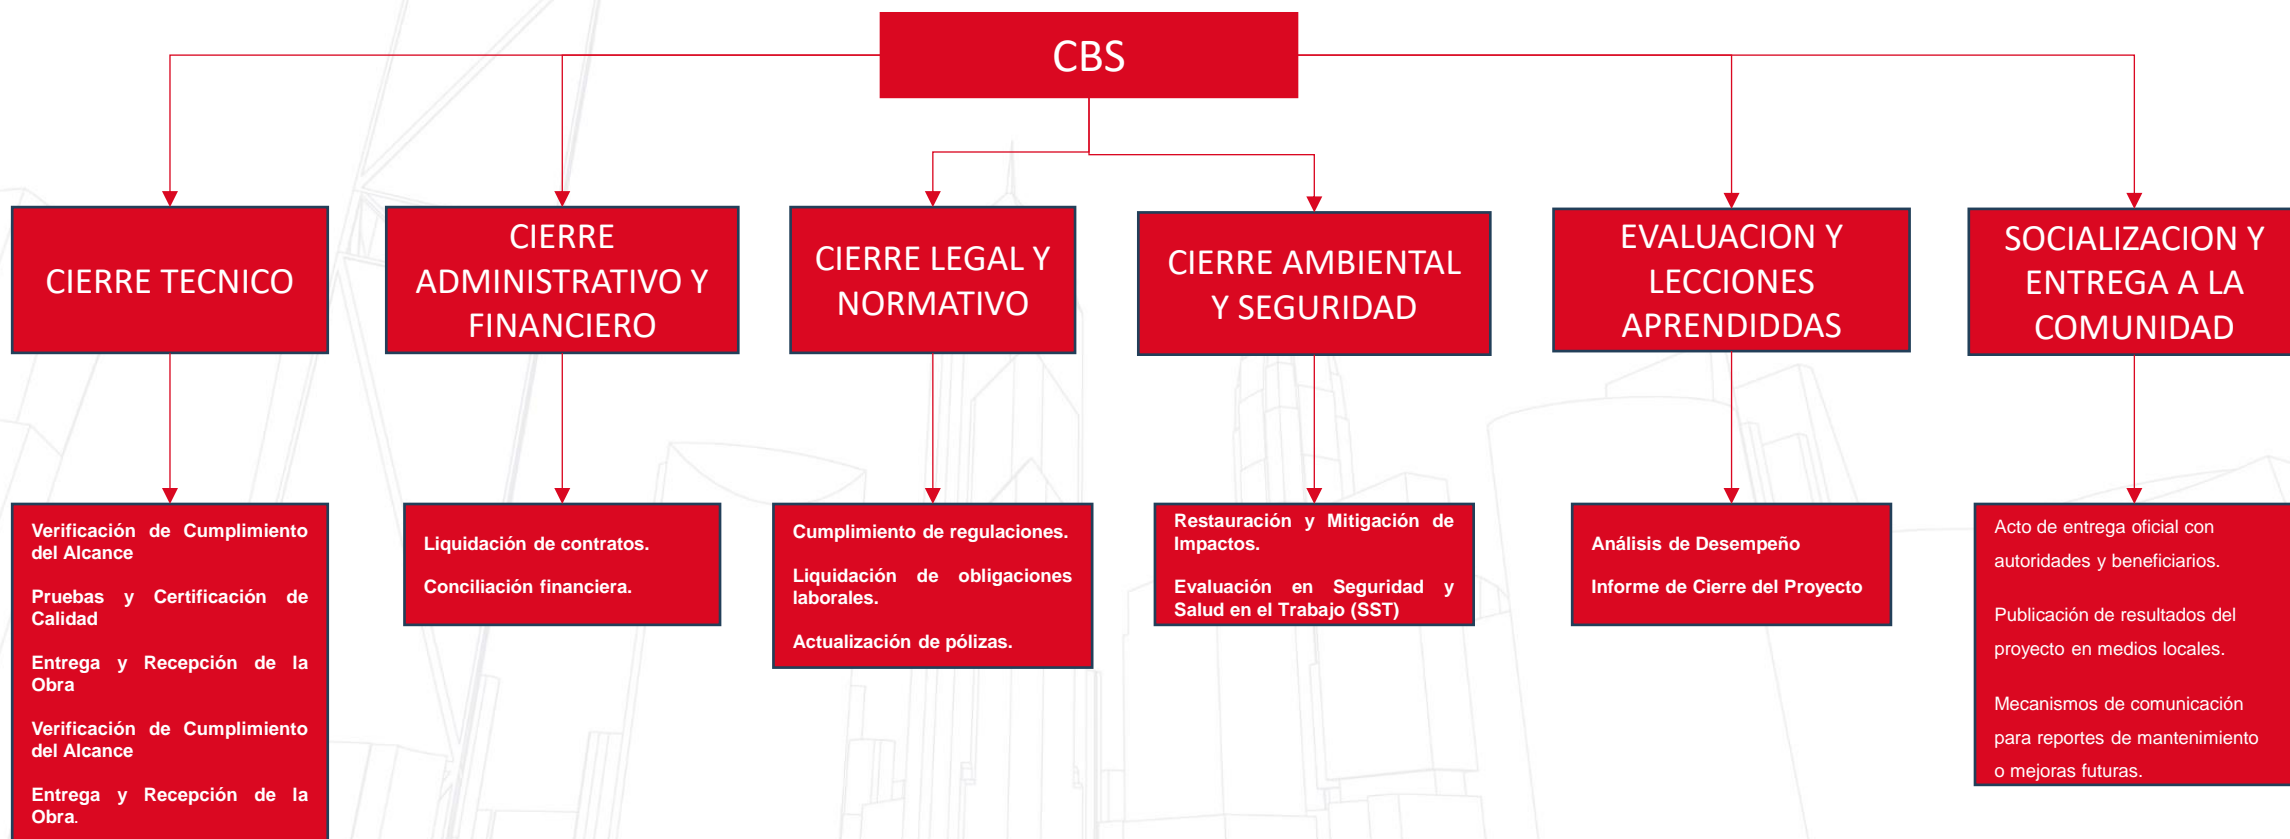 CBS
CIERRE TECNICO
CIERRE
ADMINISTRATIVO Y
FINANCIERO
CIERRE LEGAL Y
NORMATIVO
CIERRE AMBIENTAL
Y SEGURIDAD
EVALUACION Y
LECCIONES
APRENDIDDAS
SOCIALIZACION Y
ENTREGA A LA
COMUNIDAD
Verificación de Cumplimiento
del Alcance
Pruebas y Certificación de
Calidad
Entrega y Recepción de la
Obra
Verificación de Cumplimiento
del Alcance
Entrega y Recepción de la
Obra.
Liquidación de contratos.
Conciliación financiera.
Cumplimiento de regulaciones.
Liquidación de obligaciones
laborales.
Actualización de pólizas.
Restauración y Mitigación de
Impactos.
Evaluación en Seguridad y
Salud en el Trabajo (SST)
Análisis de Desempeño
Informe de Cierre del Proyecto
Acto de entrega oficial con
autoridades y beneficiarios.
Publicación de resultados del
proyecto en medios locales.
Mecanismos de comunicación
para reportes de mantenimiento
o mejoras futuras.